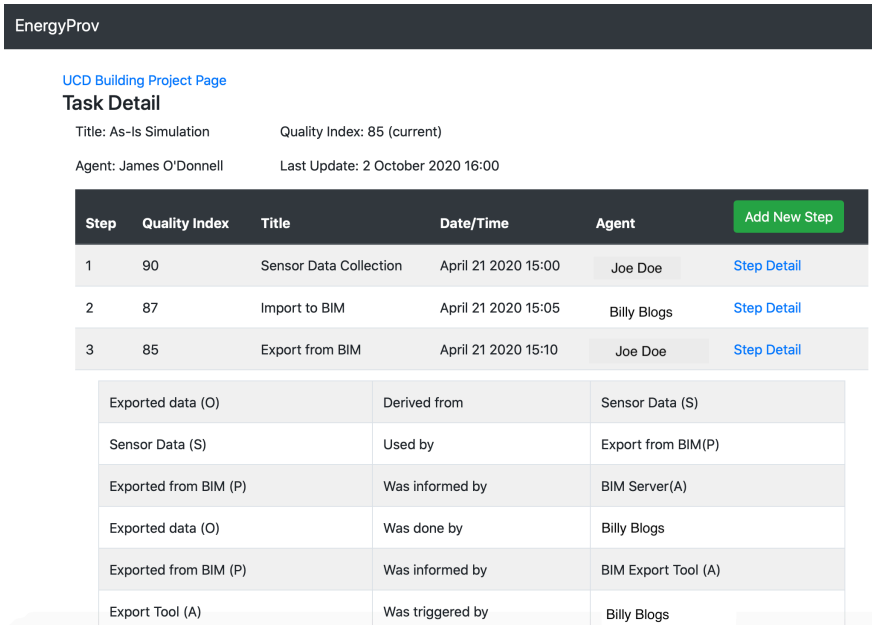 EnergyProv
UCD Building Project Page
Task Detail
Title: As-Is Simulation Quality Index: 85 (current)
Agent: James O'Donnell Last Update: 2 October 2020 16:00
Step Quality Index Title Date/Time Agent Add New Step
1 90 Sensor Data Collection April 21 2020 15:00 Joe Doe Step Detail
2 87 Import to BIM April 21 2020 15:05 Billy Blogs Step Detail
3 85 Export from BIM April 21 2020 15:10 Joe Doe Step Detail
Exported data (O) Derived from Sensor Data (S)
Sensor Data (S) Used by Export from BIM(P)
Exported from BIM (P) Was informed by BIM Server(A)
Exported data (O) Was done by Billy Blogs
Exported from BIM (P) Was informed by BIM Export Tool (A)
Export Tool (A) Was triggered by Billy Blogs